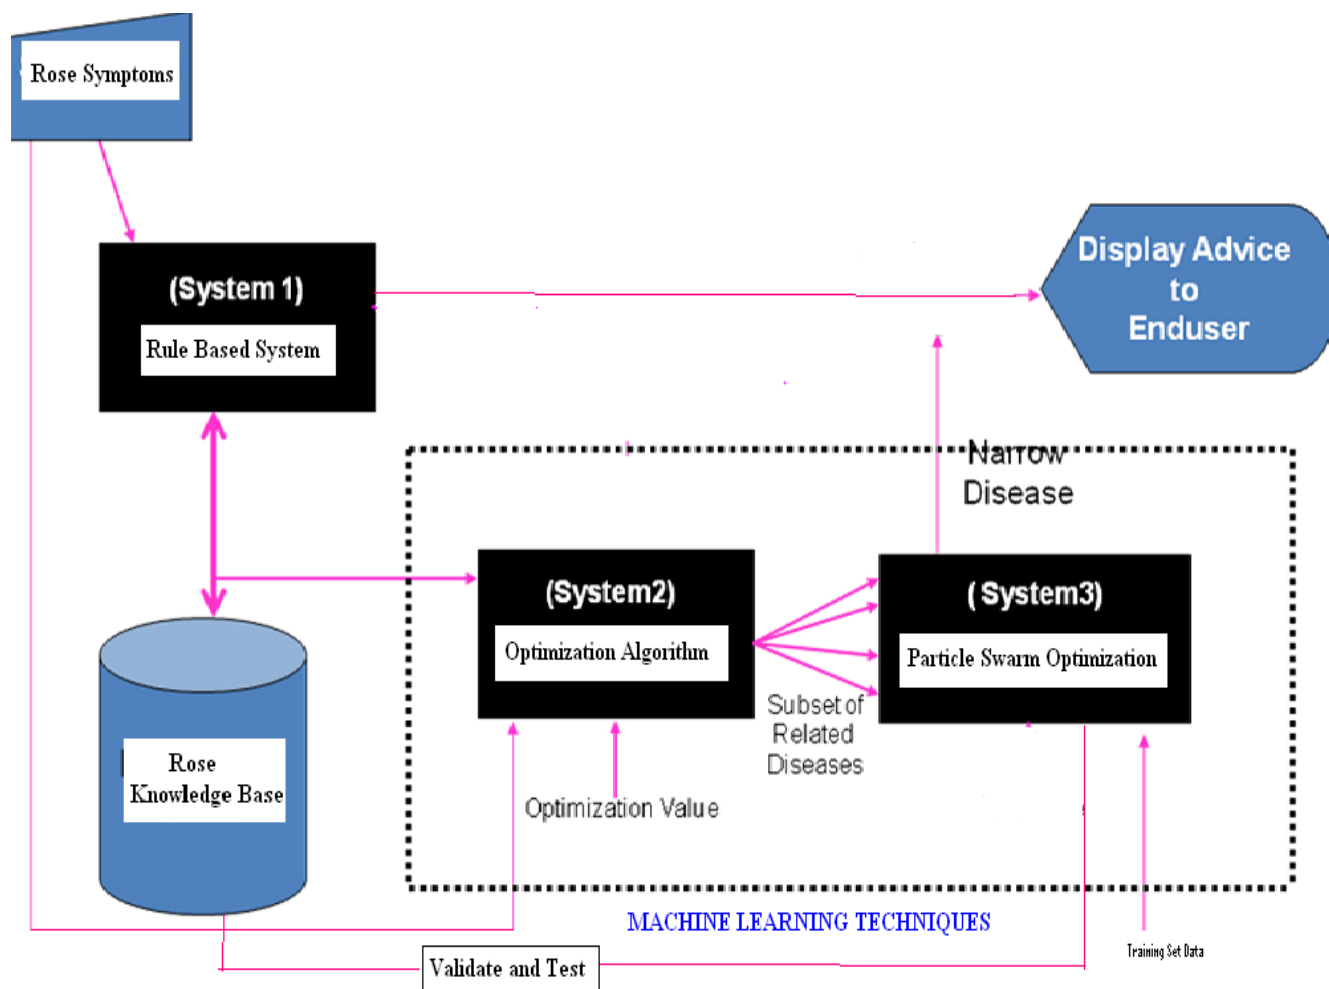 Rose Symptoms
(System 1)
Rule Based System
Display Advice
to
Enduser
Narrow
Disease
(System2)
Optimization Algorithm
( System3)
Particle Swarm Optimization
Subset of
Related
Diseases
Optimization Value
Rose
Knowledge Base
MACHINE LEARNING TECHNIQUES
Training Set Data
Validate and Test